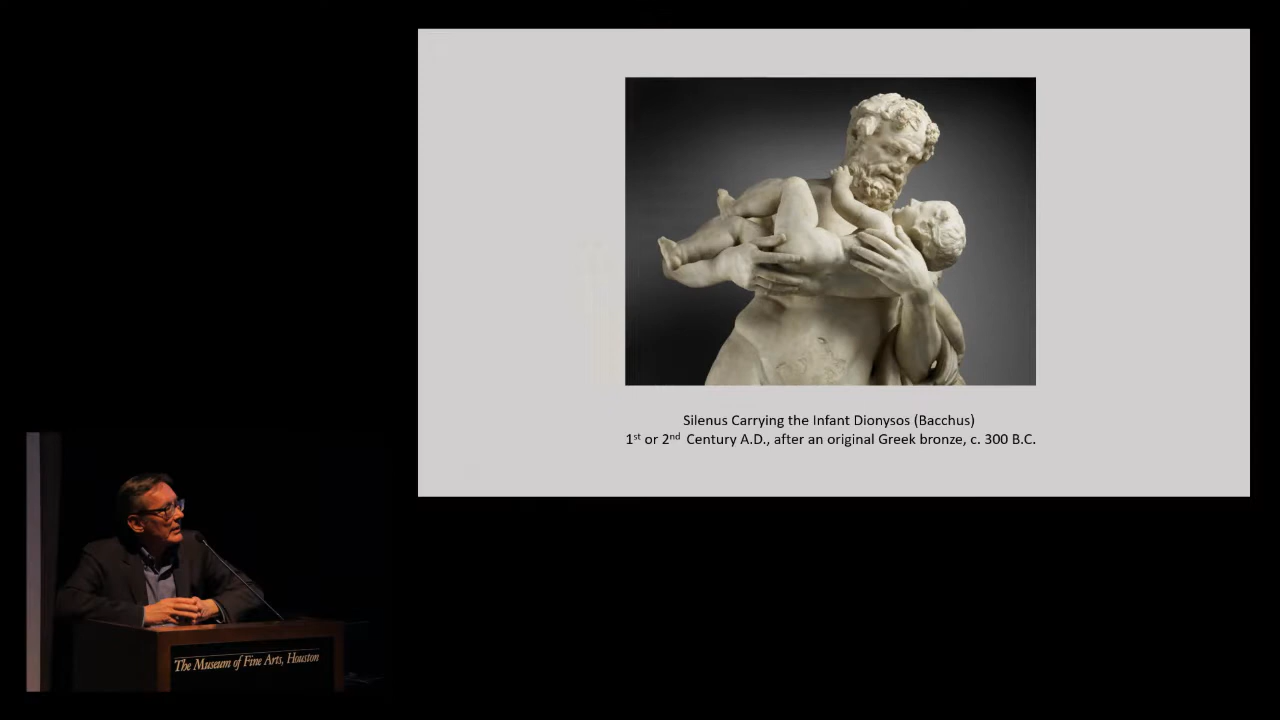 Silenus Carrying the Infant Dionysos (Bacchus)
1st or 2nd Century A.D., after an original Greek bronze, c. 300 B.C.
The Museum of Fine Arts, Houston